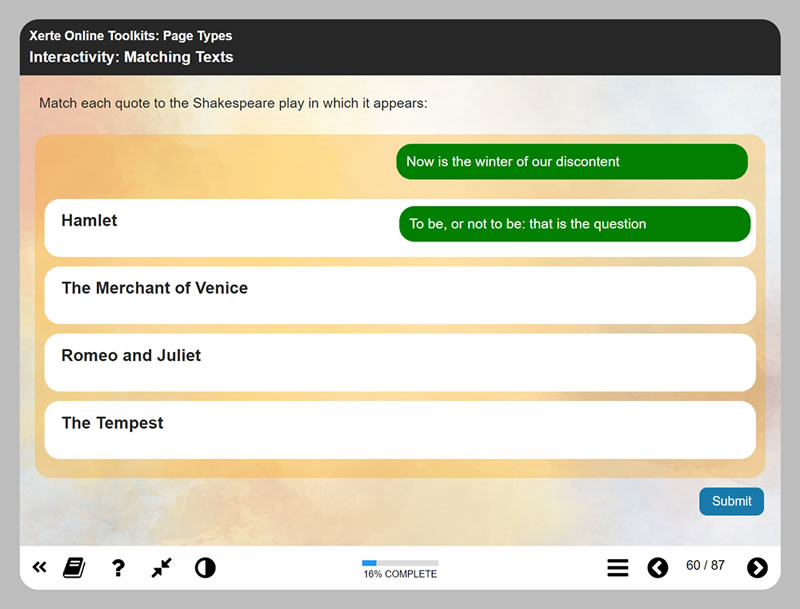 Xerte Online Toolkits: Page Types
Interactivity: Matching Texts
Match each quote to the Shakespeare play in which it appears:
Now is the winter of our discontent
Hamlet
To be, or not to be: that is the question
The Merchant of Venice
Romeo and Juliet
The Tempest
Submit
?
16% COMPLETE
60 / 87